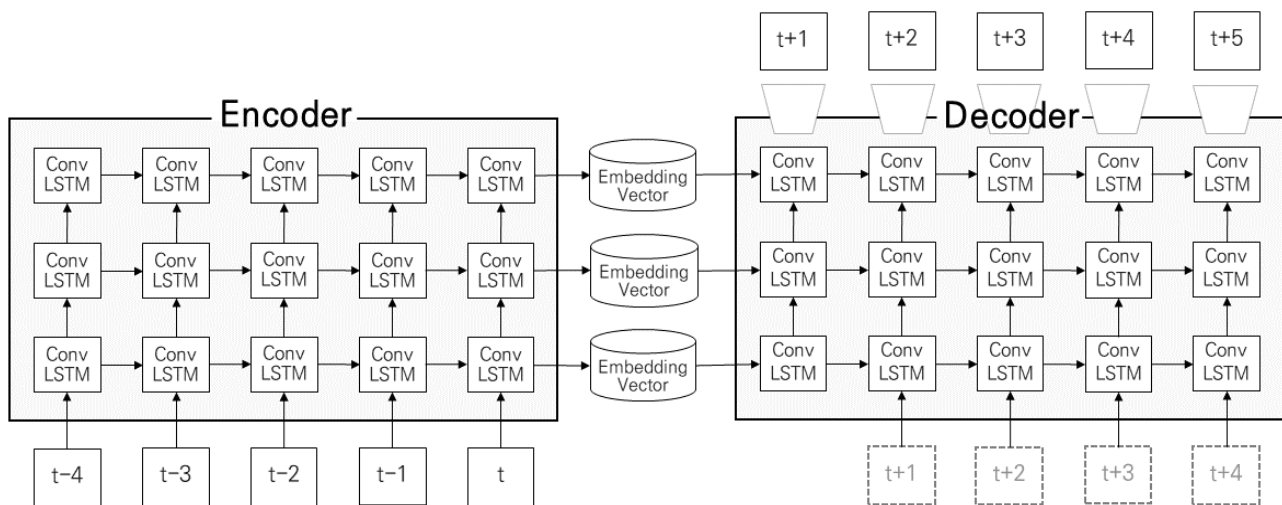 t+1 t+2 t+3 t+4 t+5
Encoder
Decoder
Conv LSTM Conv LSTM Conv LSTM Conv LSTM Conv LSTM
Embedding Vector
Conv LSTM Conv LSTM Conv LSTM Conv LSTM Conv LSTM
Conv LSTM Conv LSTM Conv LSTM Conv LSTM Conv LSTM
Embedding Vector
Conv LSTM Conv LSTM Conv LSTM Conv LSTM Conv LSTM
Conv LSTM Conv LSTM Conv LSTM Conv LSTM Conv LSTM
Embedding Vector
Conv LSTM Conv LSTM Conv LSTM Conv LSTM Conv LSTM
t-4 t-3 t-2 t-1 t
t+1 t+2 t+3 t+4